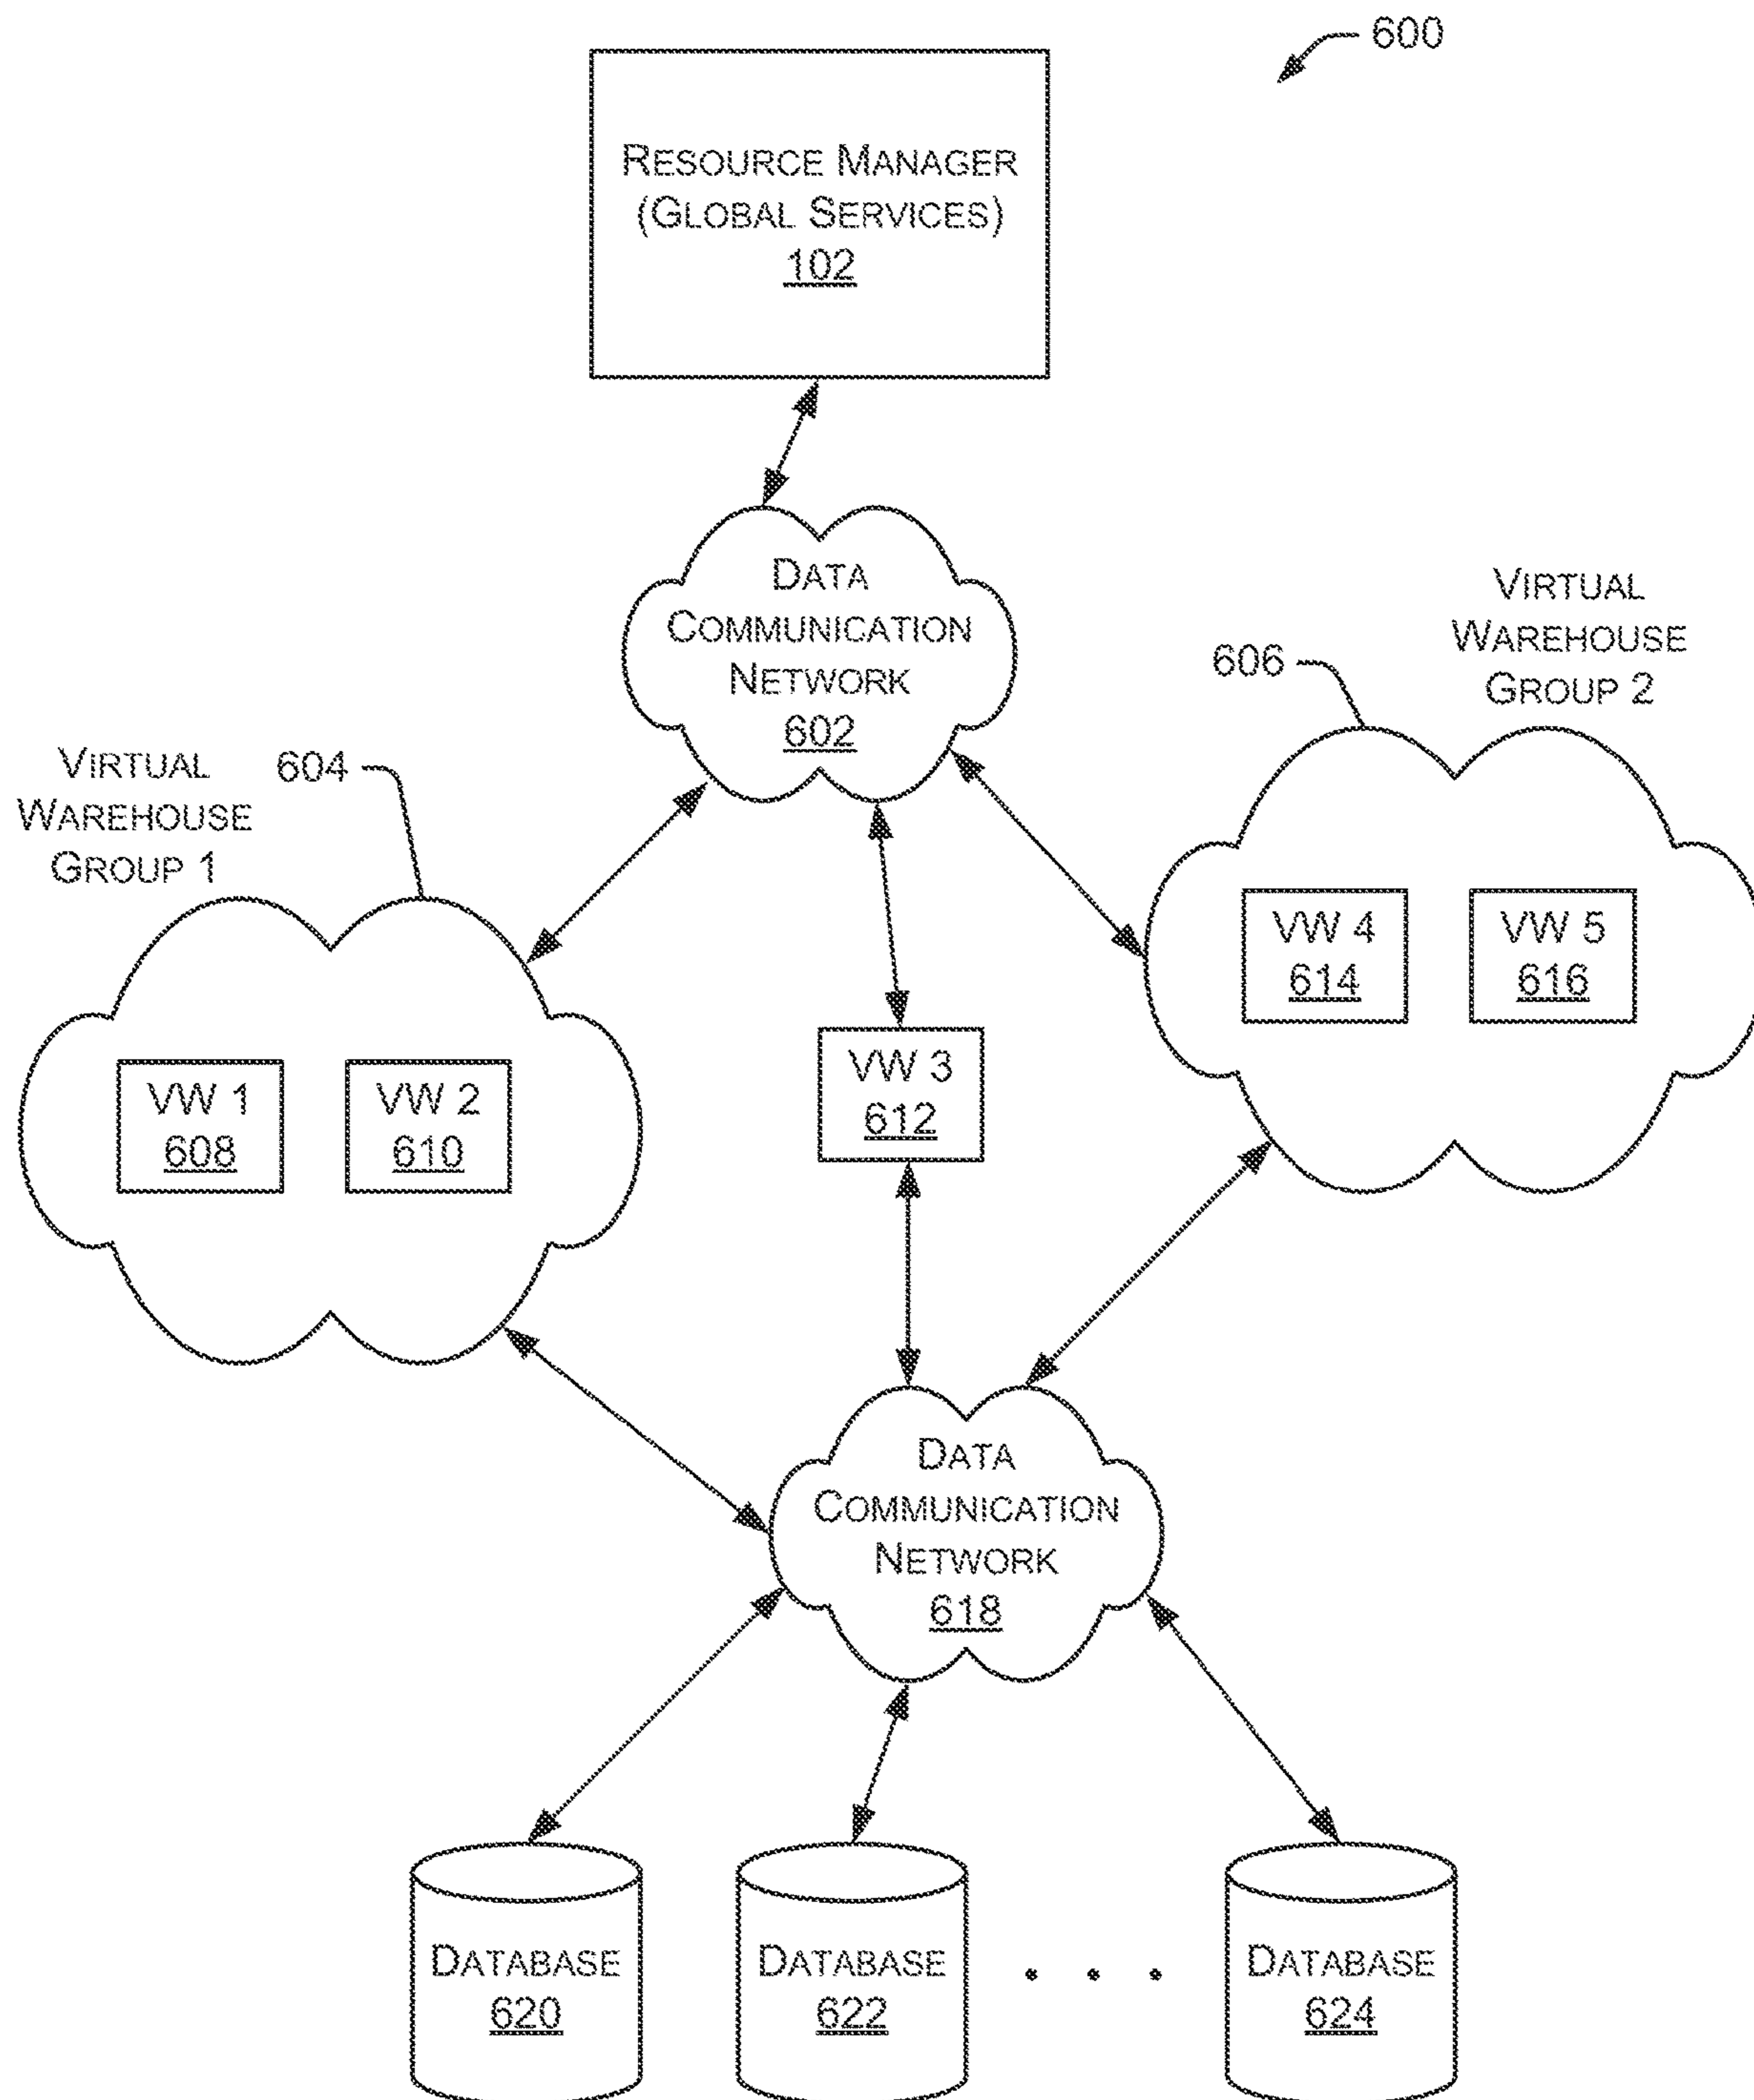 600
RESOURCE MANAGER
(GLOBAL SERVICES)
102
DATA
COMMUNICATION
NETWORK
602
VIRTUAL
WAREHOUSE
GROUP 2
606
VIRTUAL
WAREHOUSE
GROUP 1
604
VW 4
614
VW 5
616
VW 3
612
VW 1
608
VW 2
610
DATA
COMMUNICATION
NETWORK
618
DATABASE
620
DATABASE
622
. . .
DATABASE
624